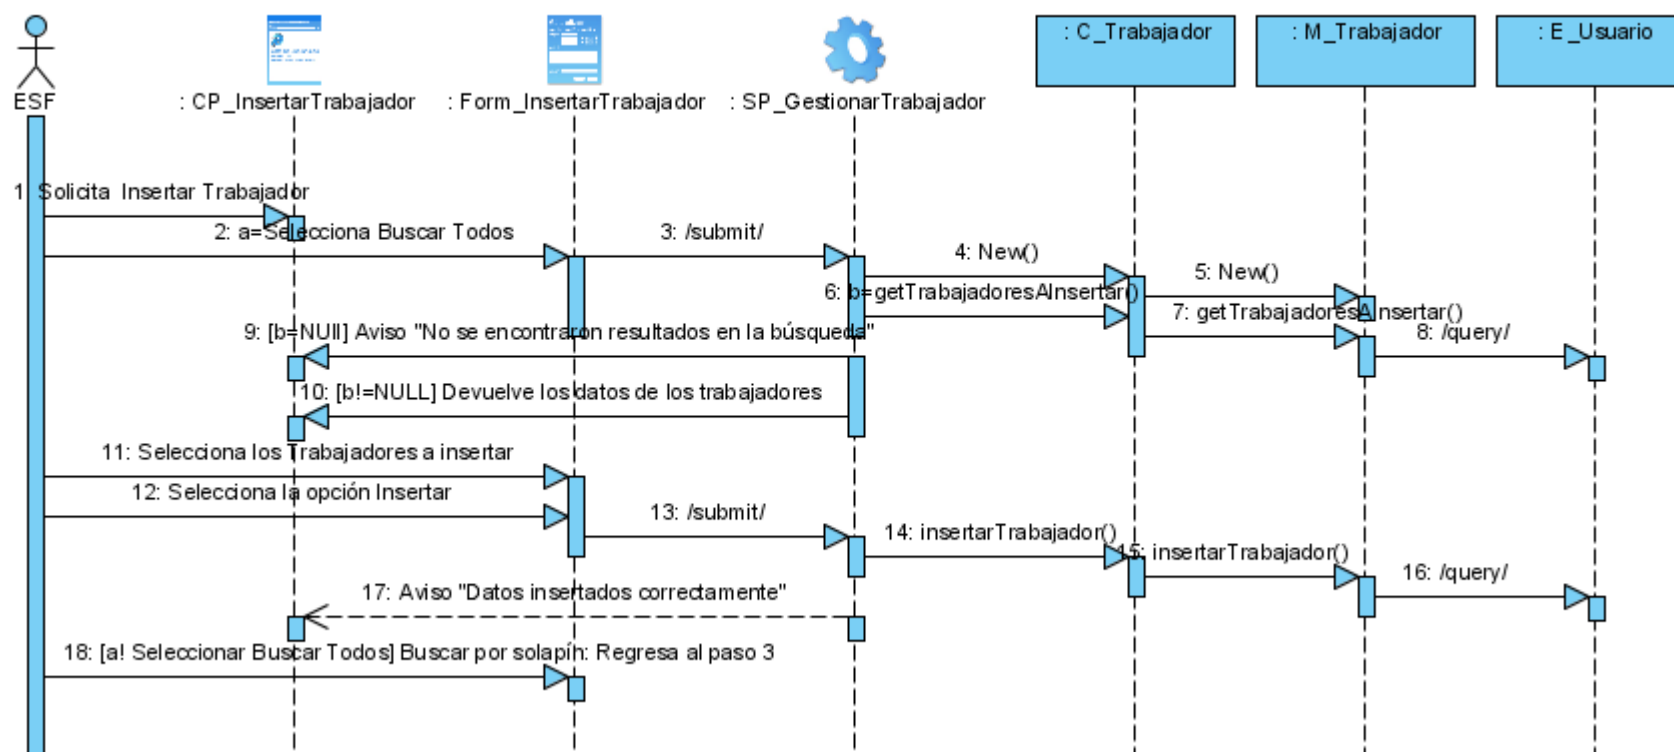 : C_Trabajador
: M_Trabajador
: E_Usuario
ESF
: CP_InsertarTrabajador
: Form_InsertarTrabajador
: SP_GestionarTrabajador
1: Solicita Insertar Trabajador
2: a=Selecciona Buscar Todos
3: /submit/
4: New()
5: New()
6: b=getTrabajadoresAInsertar()
7: getTrabajadoresAInsertar()
8: /query/
9: [b=NUll] Aviso "No se encontraron resultados en la búsqueda"
10: [b!=NULL] Devuelve los datos de los trabajadores
11: Selecciona los Trabajadores a insertar
12: Selecciona la opción Insertar
13: /submit/
14: insertarTrabajador()
15: insertarTrabajador()
16: /query/
17: Aviso "Datos insertados correctamente"
18: [a! Seleccionar Buscar Todos] Buscar por solapín: Regresa al paso 3